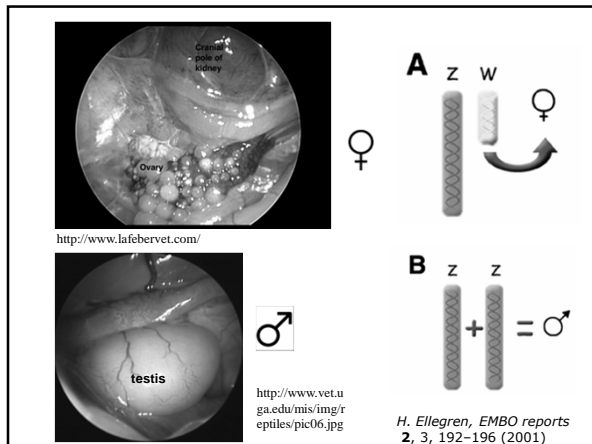 Cranial
pole of
kidney
Ovary
http://www.lafebervet.com/
♀
A
Z W
♀
testis
♂
http://www.vet.u
ga.edu/mis/img/r
eptiles/pic06.jpg
B
Z Z
+ = ♂
H. Ellegren, EMBO reports
2, 3, 192–196 (2001)